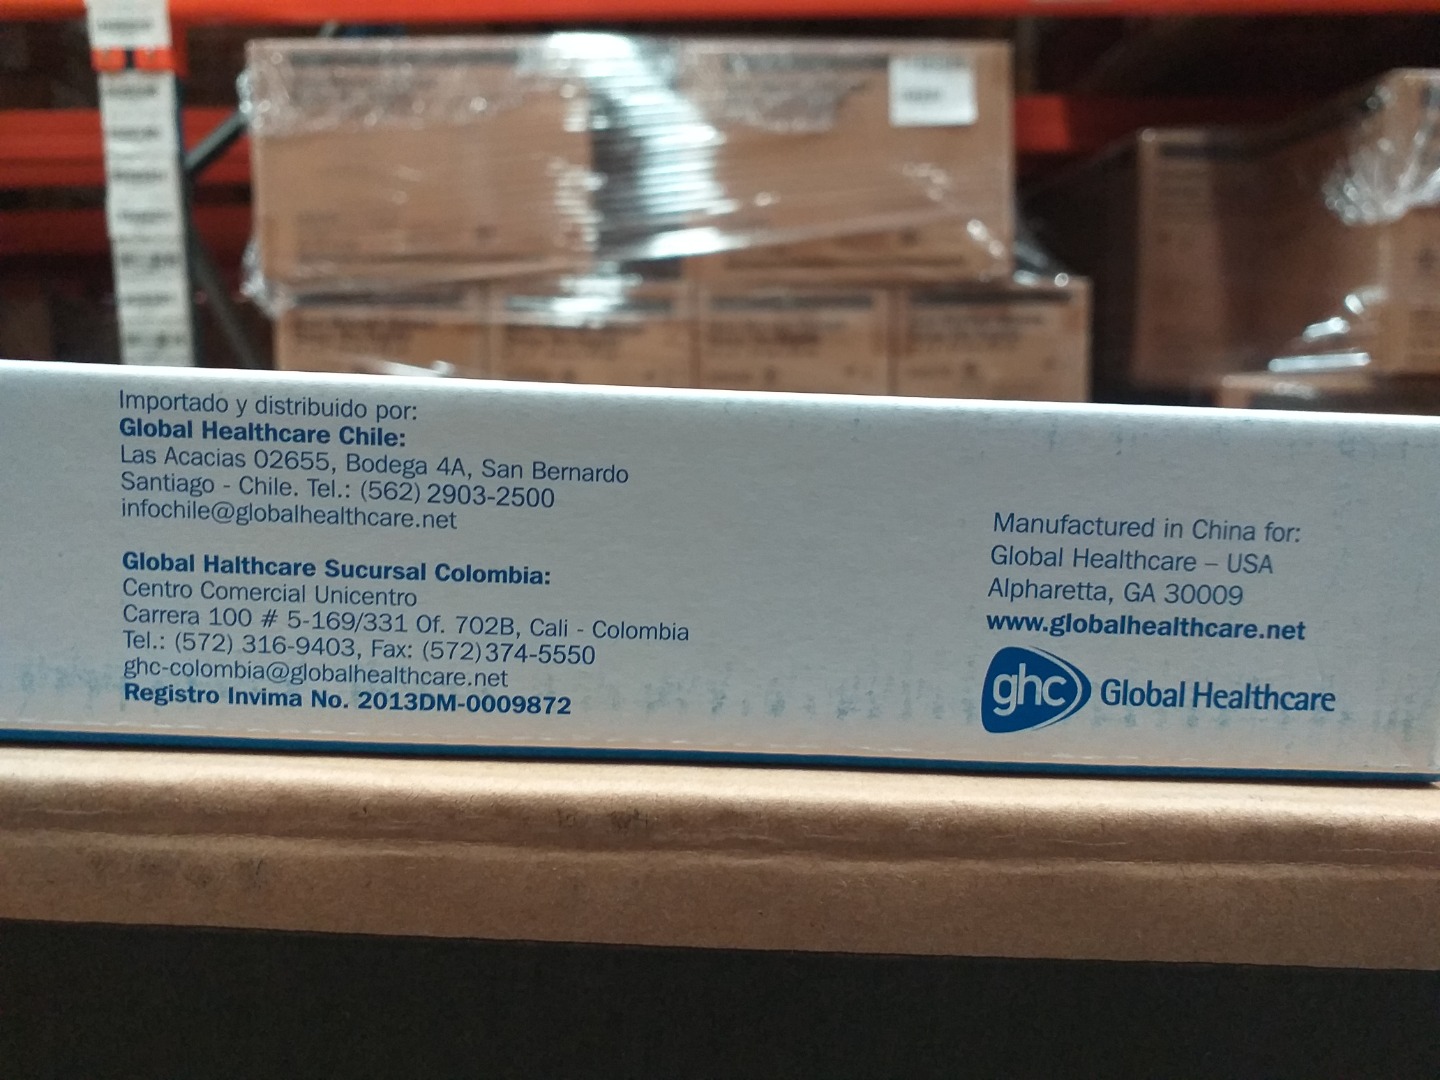 Importado y distribuido por:
Global Healthcare Chile:
Las Acacias 02655, Bodega 4A, San Bernardo
Santiago - Chile. Tel.: (562) 2903-2500
infochile@globalhealthcare.net
Global Halthcare Sucursal Colombia:
Centro Comercial Unicentro
Carrera 100 # 5-169/331 Of. 702B, Cali - Colombia
Tel.: (572) 316-9403, Fax: (572)374-5550
ghc-colombia@globalhealthcare.net
Registro Invima No. 2013DM-0009872
Manufactured in China for:
Global Healthcare – USA
Alpharetta, GA 30009
www.globalhealthcare.net
ghc Global Healthcare